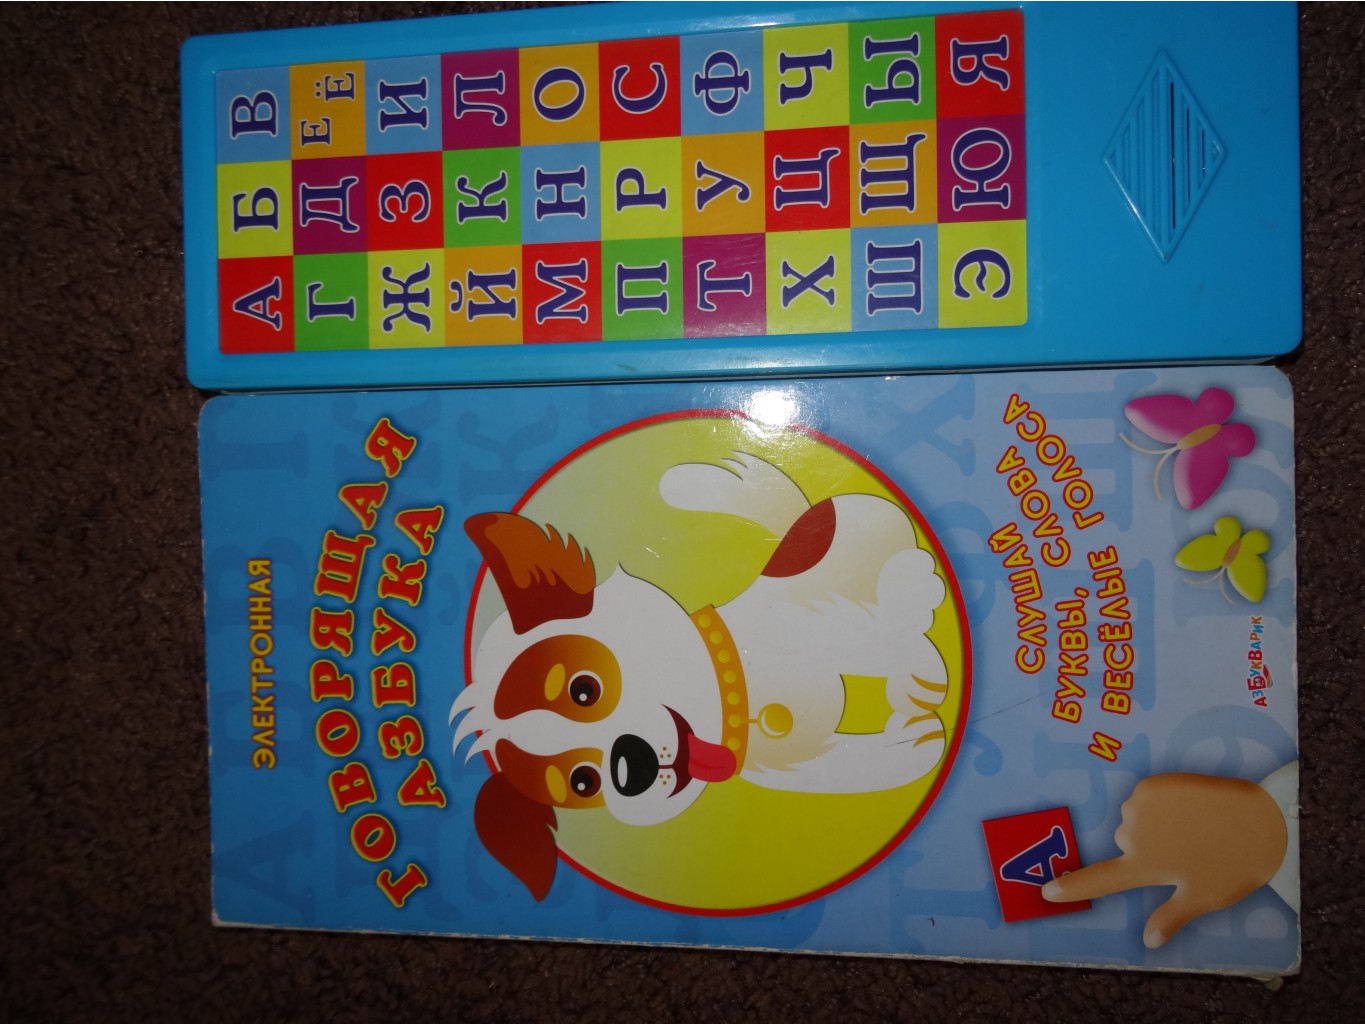 ЭЛЕКТРОННАЯ
ГОВОРЯЩАЯ
АЗБУКА
СЛУШАЙ
БУКВЫ, СЛОВА
И ВЕСЁЛЫЕ ГОЛОСА
А
АЗБУКВАРИК
А Б В
Г Д Е Ё
Ж З И
Й К Л
М Н О
П Р С
Т У Ф
Х Ц Ч
Ш Щ Ы
Э Ю Я